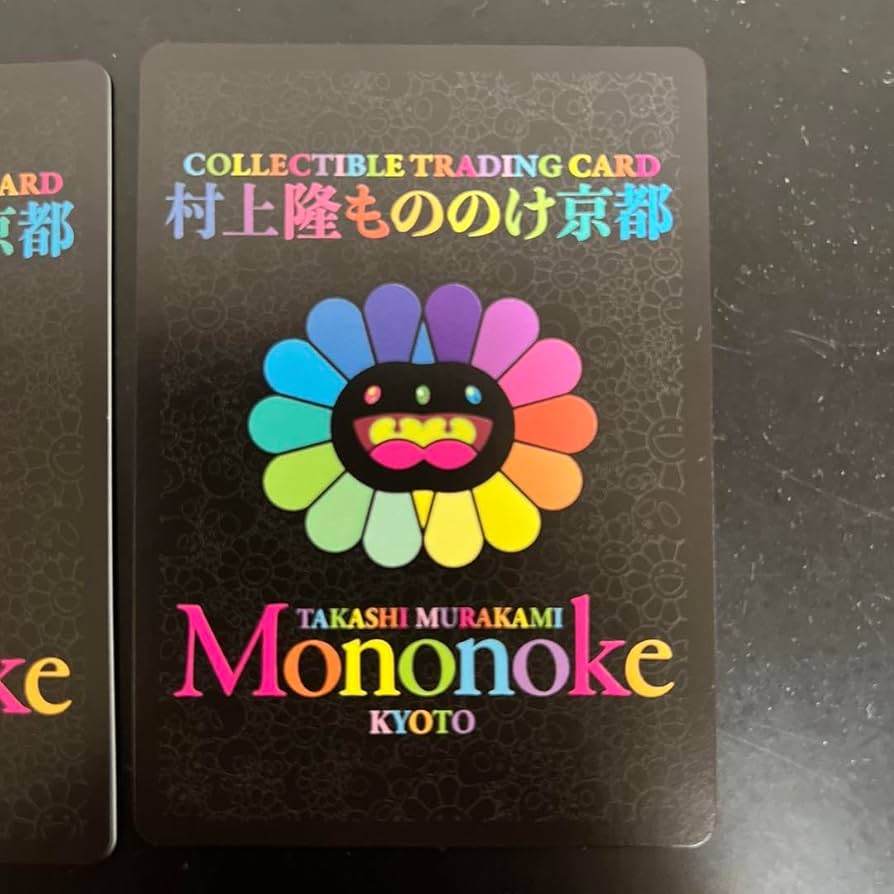 ARD
京都
ke
COLLECTIBLE TRADING CARD
村上隆もののけ京都
TAKASHI MURAKAMI
Mononoke
KYOTO